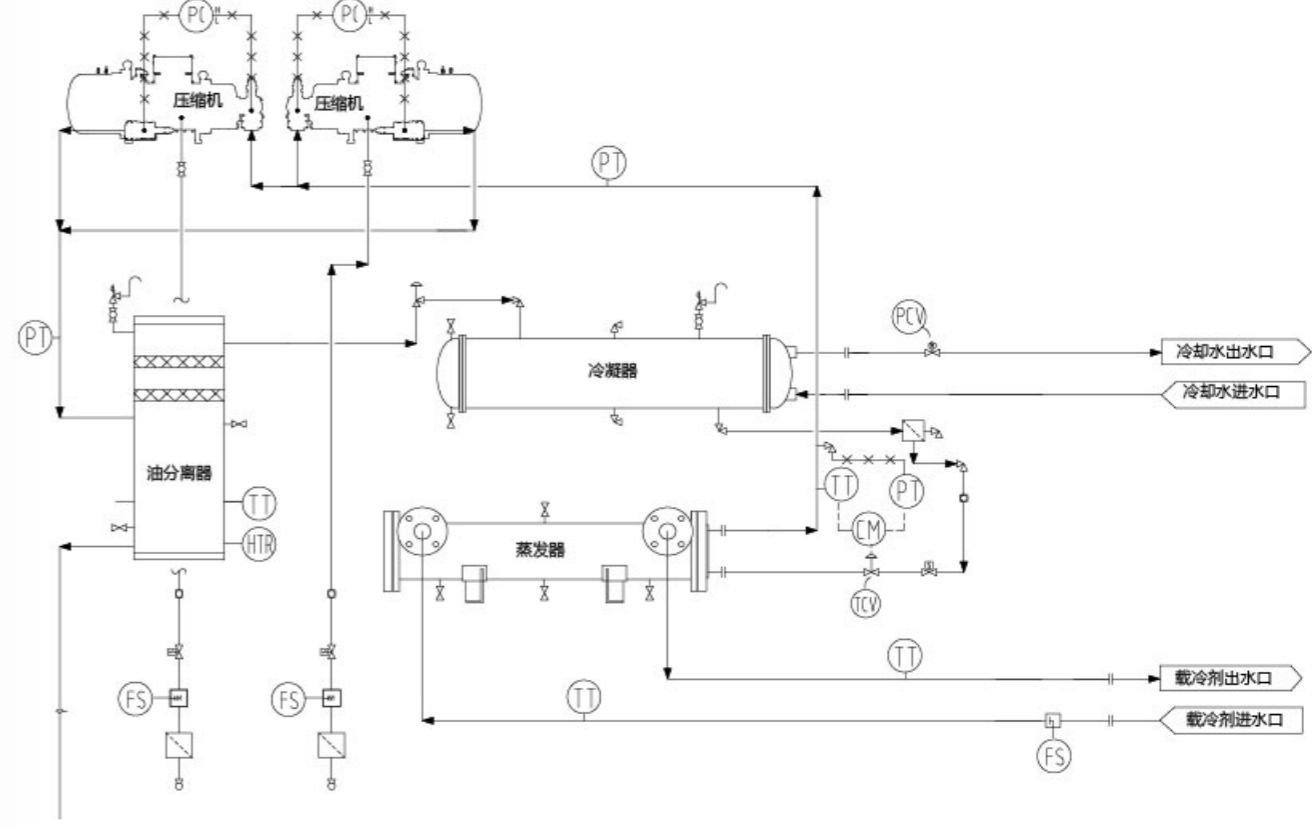 PC
PC
压缩机
压缩机
PT
PT
PCV
冷却水出水口
冷凝器
冷却水进水口
油分离器
TT
PT
TT
HTR
CM
蒸发器
TCV
TT
载冷剂出水口
FS
FS
TT
载冷剂进水口
FS